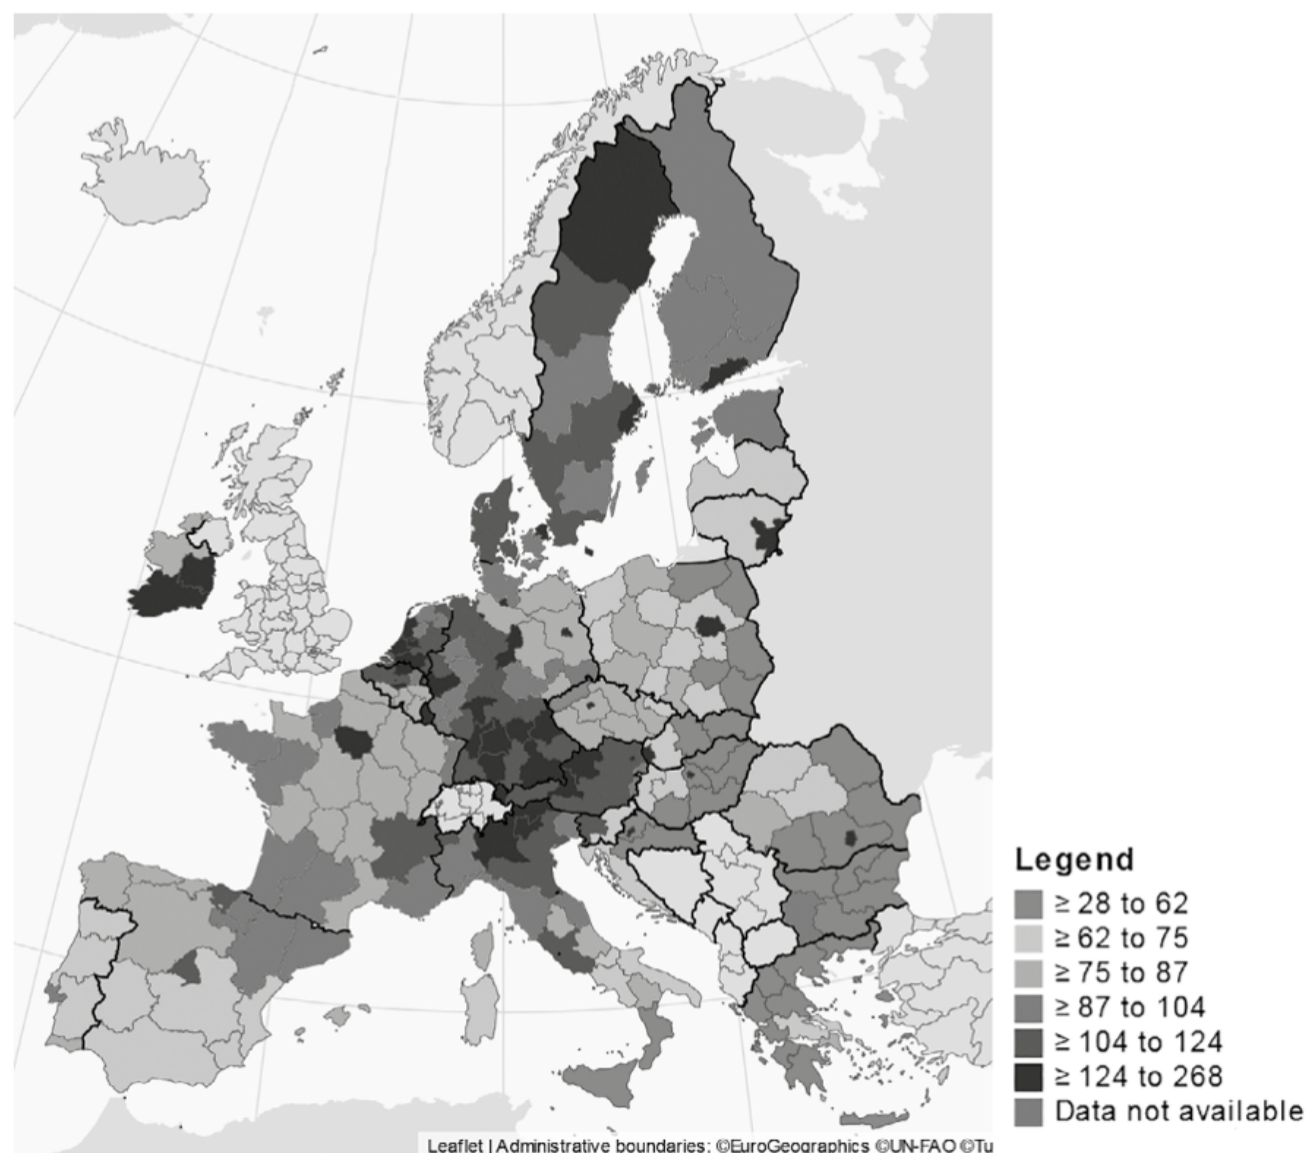 Legend
≥ 28 to 62
≥ 62 to 75
≥ 75 to 87
≥ 87 to 104
≥ 104 to 124
≥ 124 to 268
Data not available
Leaflet | Administrative boundaries: ©EuroGeographics ©UN-FAO ©Tu